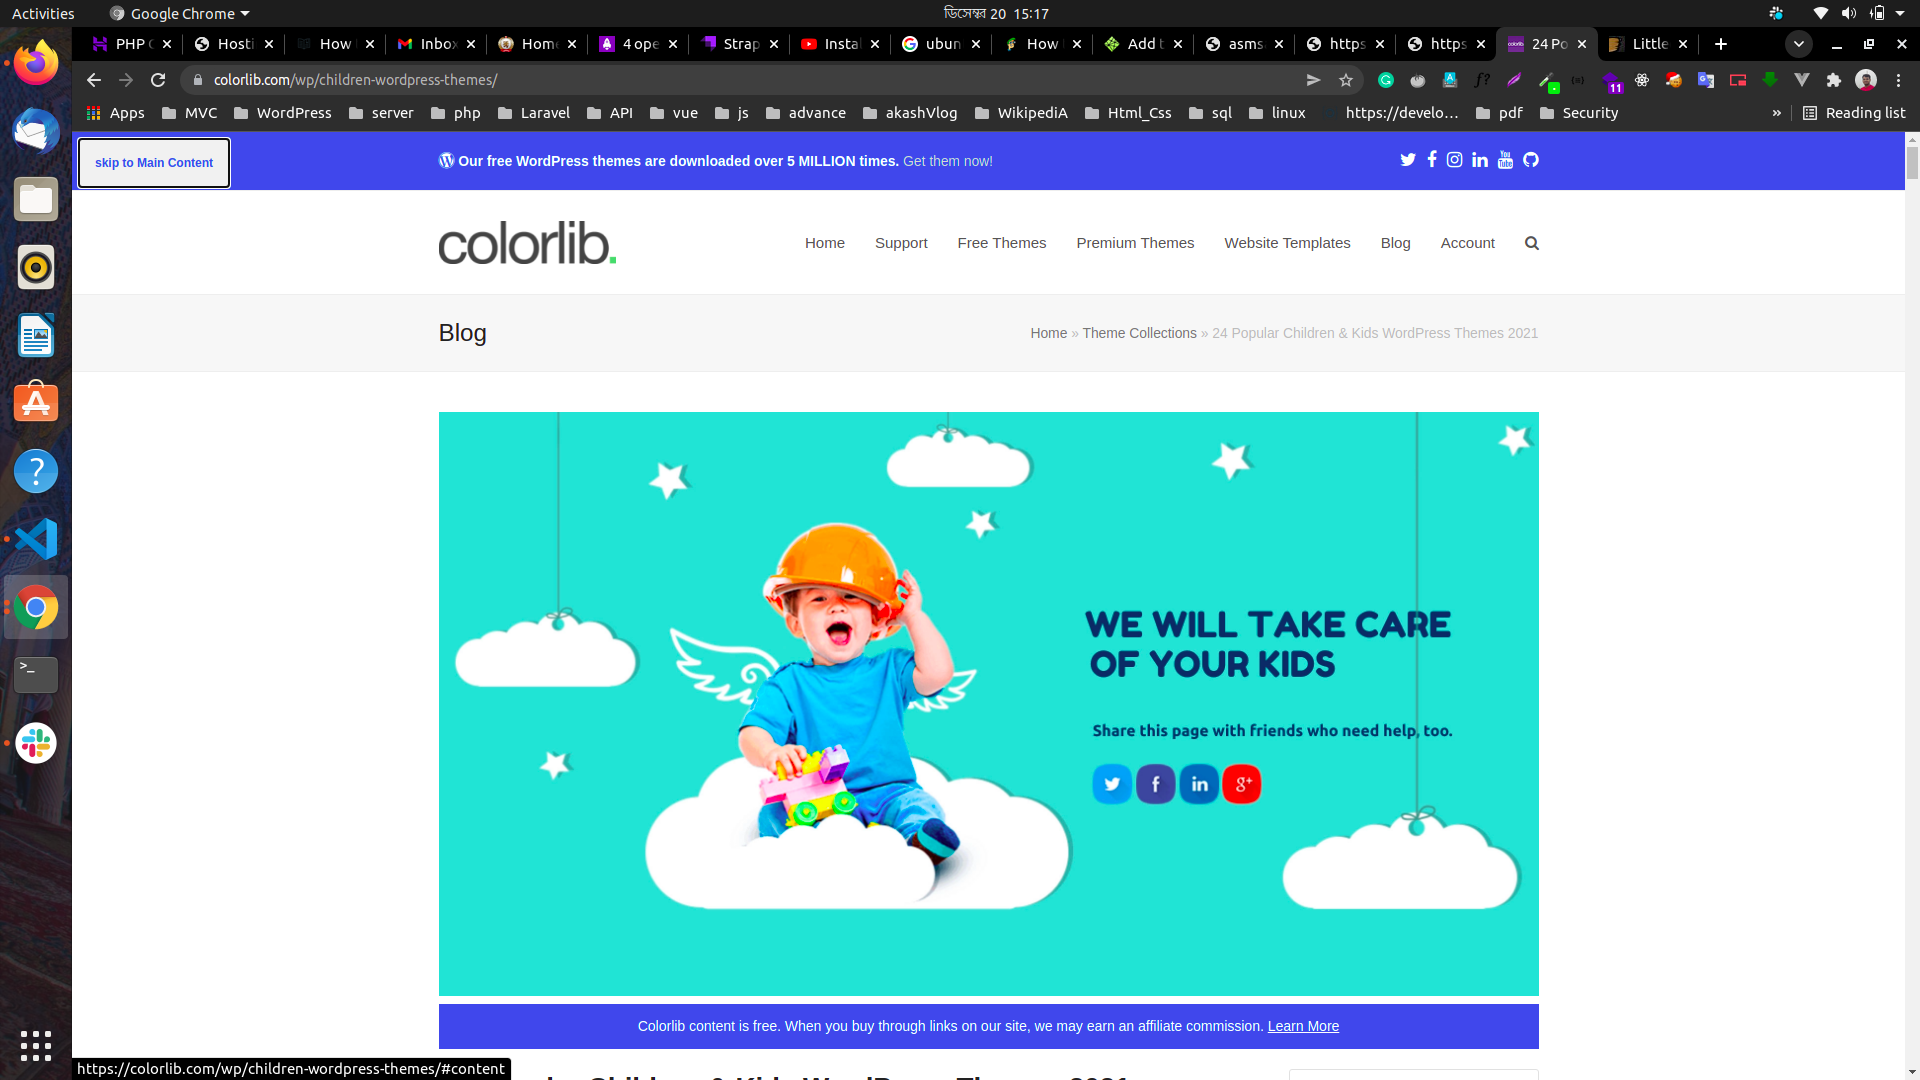 Activities
Google Chrome
ডিসেম্বর 20 15:17
PHP
Hosti
How
Inbox
Home
4 ope
Strap
Instal
ubun
How
Add t
asms
https
https
24 Po
Little
colorlib.com/wp/children-wordpress-themes/
11
Apps
MVC
WordPress
server
php
Laravel
API
vue
js
advance
akashVlog
WikipediA
Html_Css
sql
linux
https://develo...
pdf
Security
»
Reading list
skip to Main Content
Our free WordPress themes are downloaded over 5 MILLION times. Get them now!
colorlib.
Home
Support
Free Themes
Premium Themes
Website Templates
Blog
Account
Blog
Home » Theme Collections » 24 Popular Children & Kids WordPress Themes 2021
WE WILL TAKE CARE
OF YOUR KIDS
Share this page with friends who need help, too.
Colorlib content is free. When you buy through links on our site, we may earn an affiliate commission. Learn More
https://colorlib.com/wp/children-wordpress-themes/#content